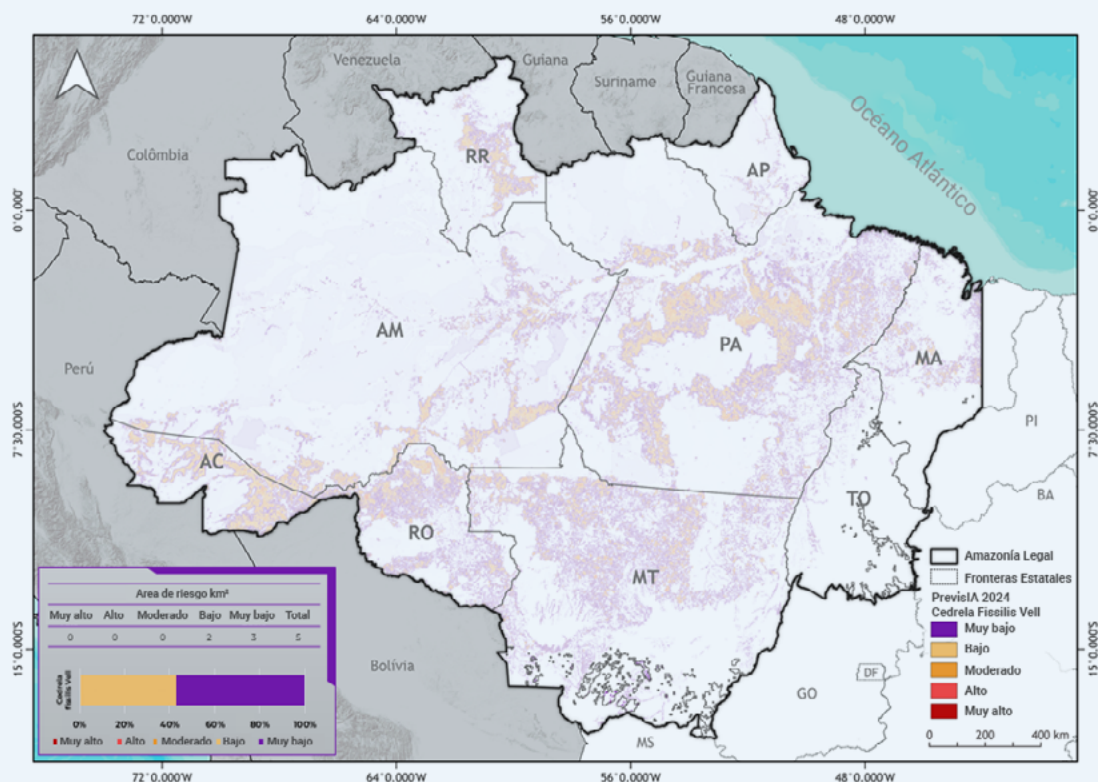 72°0.000'W 64°0.000'W 56°0.000'W 48°0.000'W
Venezuela
Guiana
Suriname
Guiana
Francesa
Océano Atlántico
Colômbia
RR
AP
0°0.000'
0°0.000'
AM
PA
MA
Perú
7°30.000'S
7°30.000'S
AC
PI
TO
BA
RO
MT
Bolívia
GO
DF
MS
15°0.000'S
15°0.000'S
Amazonía Legal
Fronteras Estatales
PrevisIA 2024
Cedrela Fissilis Vell
Muy bajo
Bajo
Moderado
Alto
Muy alto
0 200 400 km
Area de riesgo km²
Muy alto Alto Moderado Bajo Muy bajo Total
0 0 0 2 3 5
Cedrela
fissilis Vell
0% 20% 40% 60% 80% 100%
Muy alto Alto Moderado Bajo Muy bajo
72°0.000'W 64°0.000'W 56°0.000'W 48°0.000'W